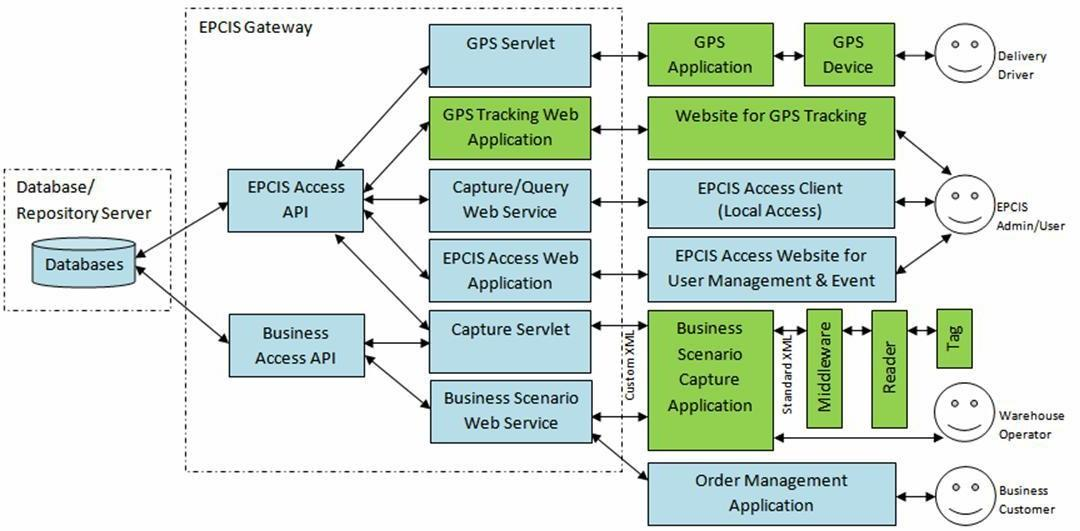 EPCIS Gateway
GPS Servlet
GPS
Application
GPS
Device
Delivery
Driver
GPS Tracking Web
Application
Website for GPS Tracking
Database/
Repository Server
Databases
EPCIS Access
API
Capture/Query
Web Service
EPCIS Access Client
(Local Access)
EPCIS
Admin/User
EPCIS Access Web
Application
EPCIS Access Website for
User Management & Event
Business
Access API
Capture Servlet
Custom XML
Business
Scenario
Capture
Application
Standard XML
Middleware
Reader
Tag
Business Scenario
Web Service
Warehouse
Operator
Order Management
Application
Business
Customer